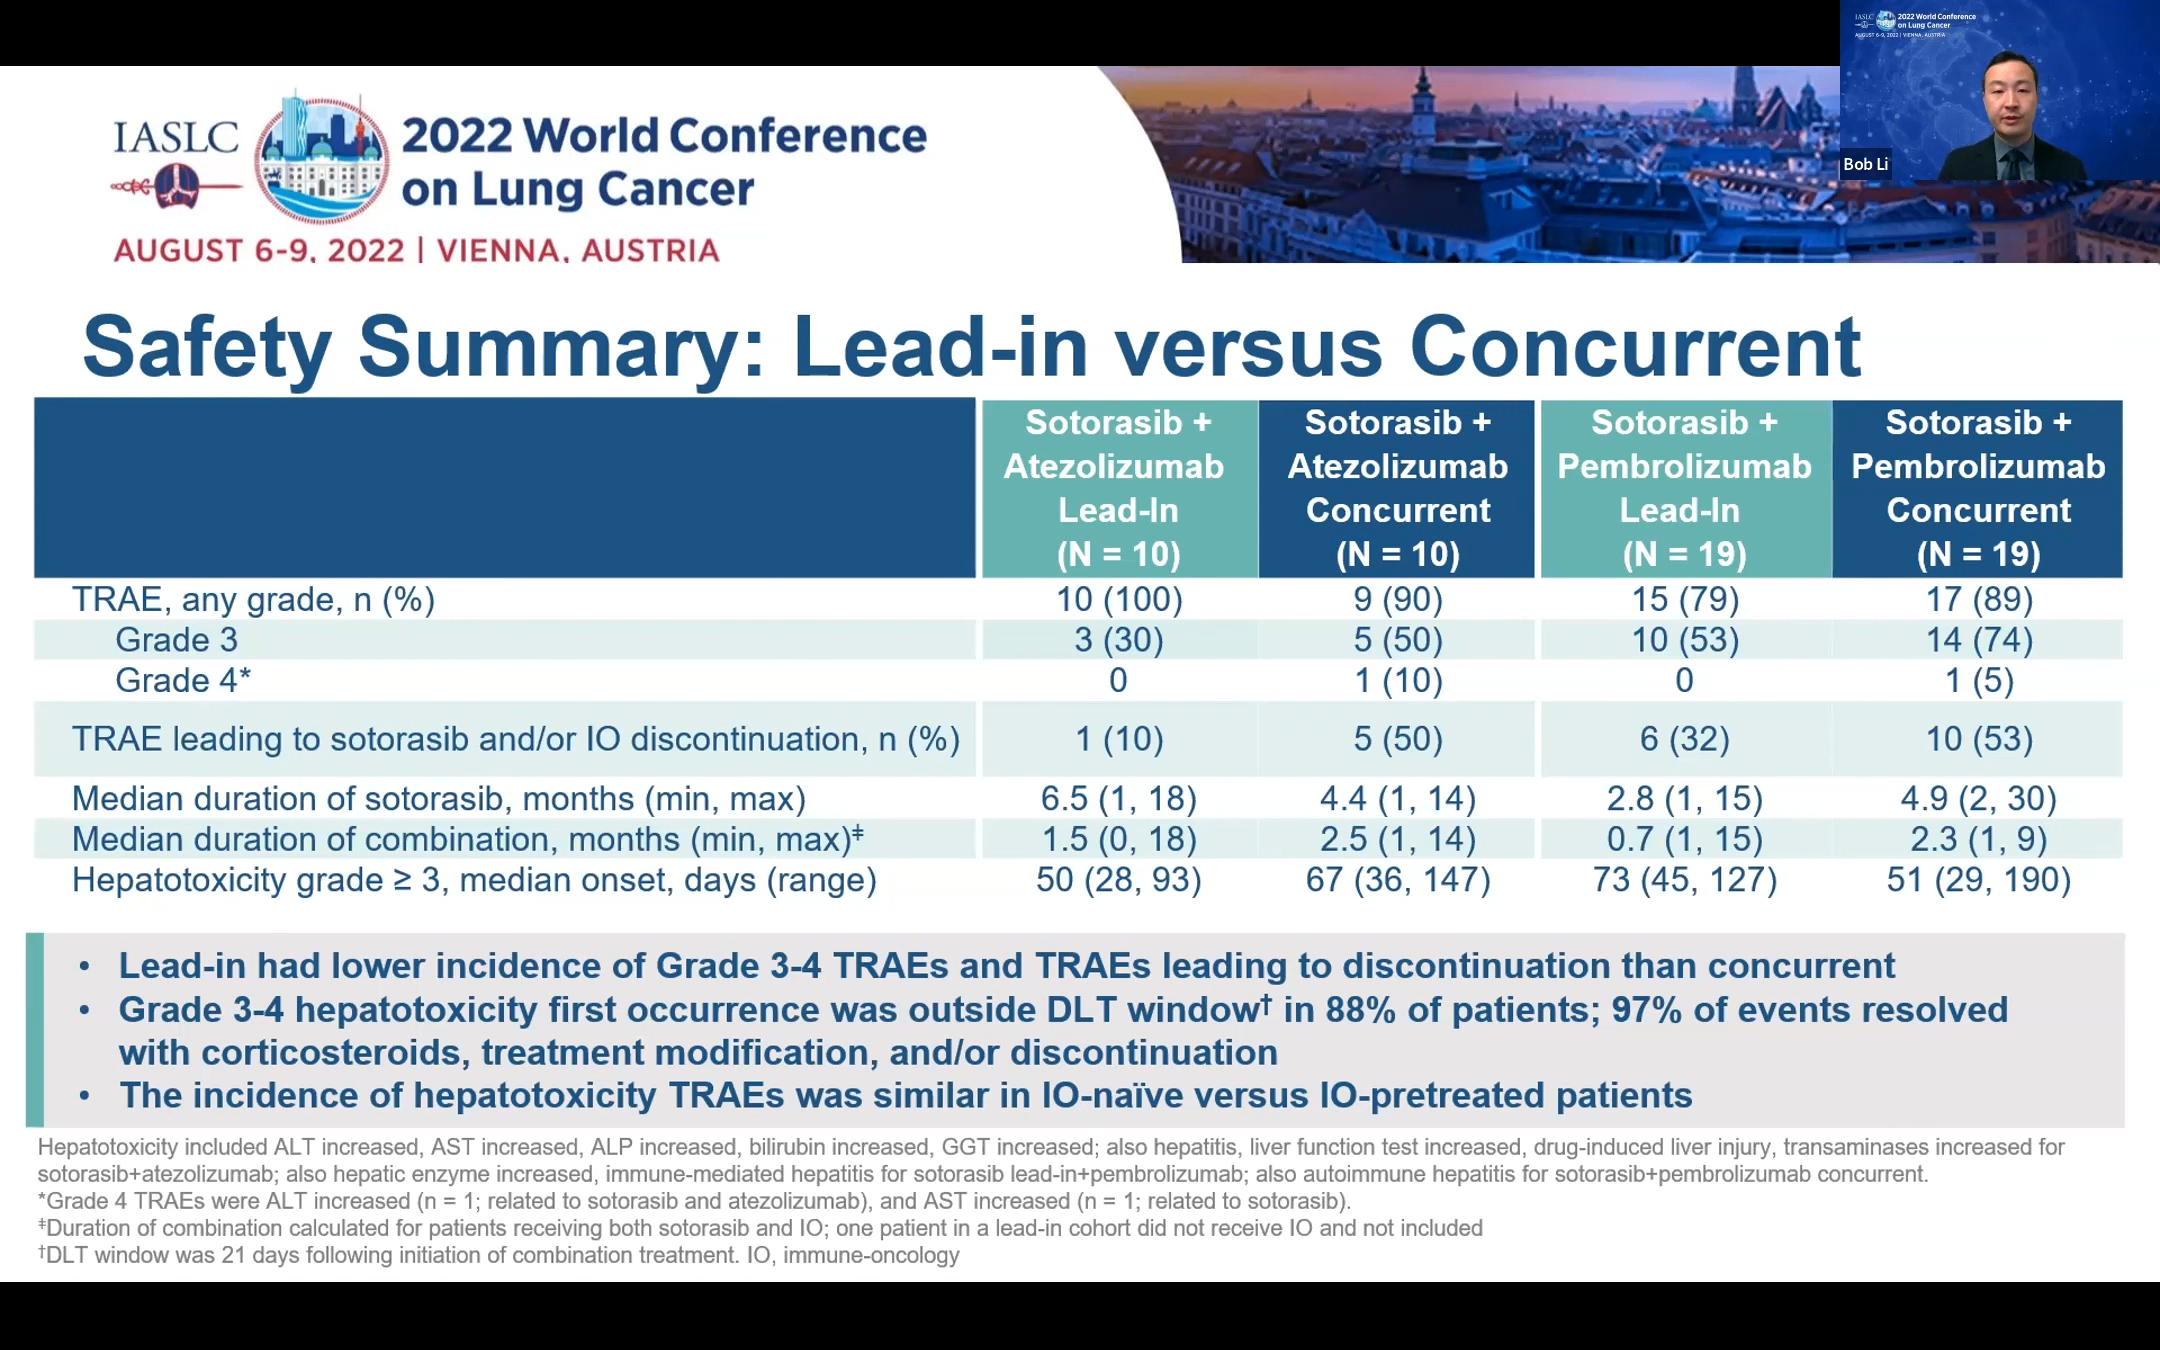 IASLC
2022 World Conference
on Lung Cancer
AUGUST 6-9, 2022 | VIENNA, AUSTRIA
IASLC
2022 World Conference
on Lung Cancer
AUGUST 6-9, 2022 | VIENNA, AUSTRIA
Bob Li
Safety Summary: Lead-in versus Concurrent
Sotorasib + Atezolizumab Lead-In (N = 10) Sotorasib + Atezolizumab Concurrent (N = 10) Sotorasib + Pembrolizumab Lead-In (N = 19) Sotorasib + Pembrolizumab Concurrent (N = 19)
TRAE, any grade, n (%) 10 (100) 9 (90) 15 (79) 17 (89)
Grade 3 3 (30) 5 (50) 10 (53) 14 (74)
Grade 4* 0 1 (10) 0 1 (5)
TRAE leading to sotorasib and/or IO discontinuation, n (%) 1 (10) 5 (50) 6 (32) 10 (53)
Median duration of sotorasib, months (min, max) 6.5 (1, 18) 4.4 (1, 14) 2.8 (1, 15) 4.9 (2, 30)
Median duration of combination, months (min, max)ǂ 1.5 (0, 18) 2.5 (1, 14) 0.7 (1, 15) 2.3 (1, 9)
Hepatotoxicity grade ≥ 3, median onset, days (range) 50 (28, 93) 67 (36, 147) 73 (45, 127) 51 (29, 190)
• Lead-in had lower incidence of Grade 3-4 TRAEs and TRAEs leading to discontinuation than concurrent
• Grade 3-4 hepatotoxicity first occurrence was outside DLT window† in 88% of patients; 97% of events resolved
with corticosteroids, treatment modification, and/or discontinuation
• The incidence of hepatotoxicity TRAEs was similar in IO-naïve versus IO-pretreated patients
Hepatotoxicity included ALT increased, AST increased, ALP increased, bilirubin increased, GGT increased; also hepatitis, liver function test increased, drug-induced liver injury, transaminases increased for
sotorasib+atezolizumab; also hepatic enzyme increased, immune-mediated hepatitis for sotorasib lead-in+pembrolizumab; also autoimmune hepatitis for sotorasib+pembrolizumab concurrent.
*Grade 4 TRAEs were ALT increased (n = 1; related to sotorasib and atezolizumab), and AST increased (n = 1; related to sotorasib).
ǂDuration of combination calculated for patients receiving both sotorasib and IO; one patient in a lead-in cohort did not receive IO and not included
†DLT window was 21 days following initiation of combination treatment. IO, immune-oncology